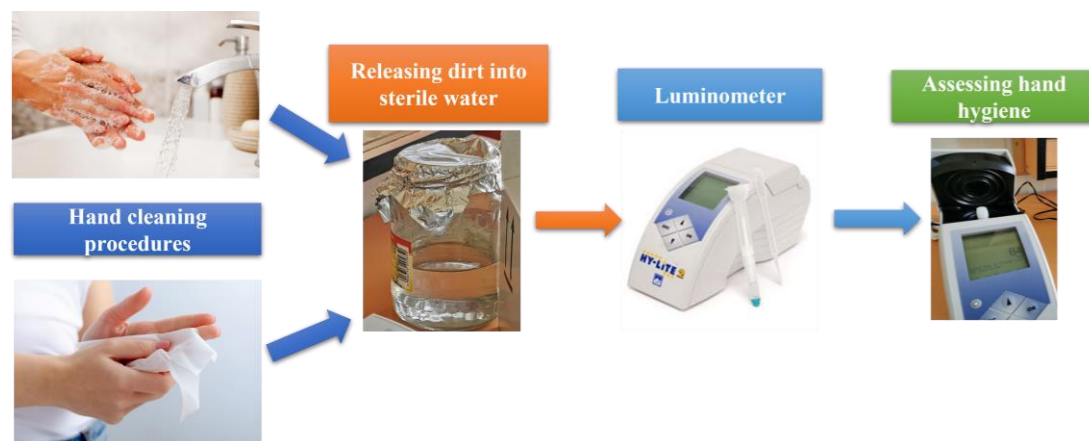 Hand cleaning
procedures
Releasing dirt into
sterile water
Luminometer
HY-LiTE 2
Assessing hand
hygiene